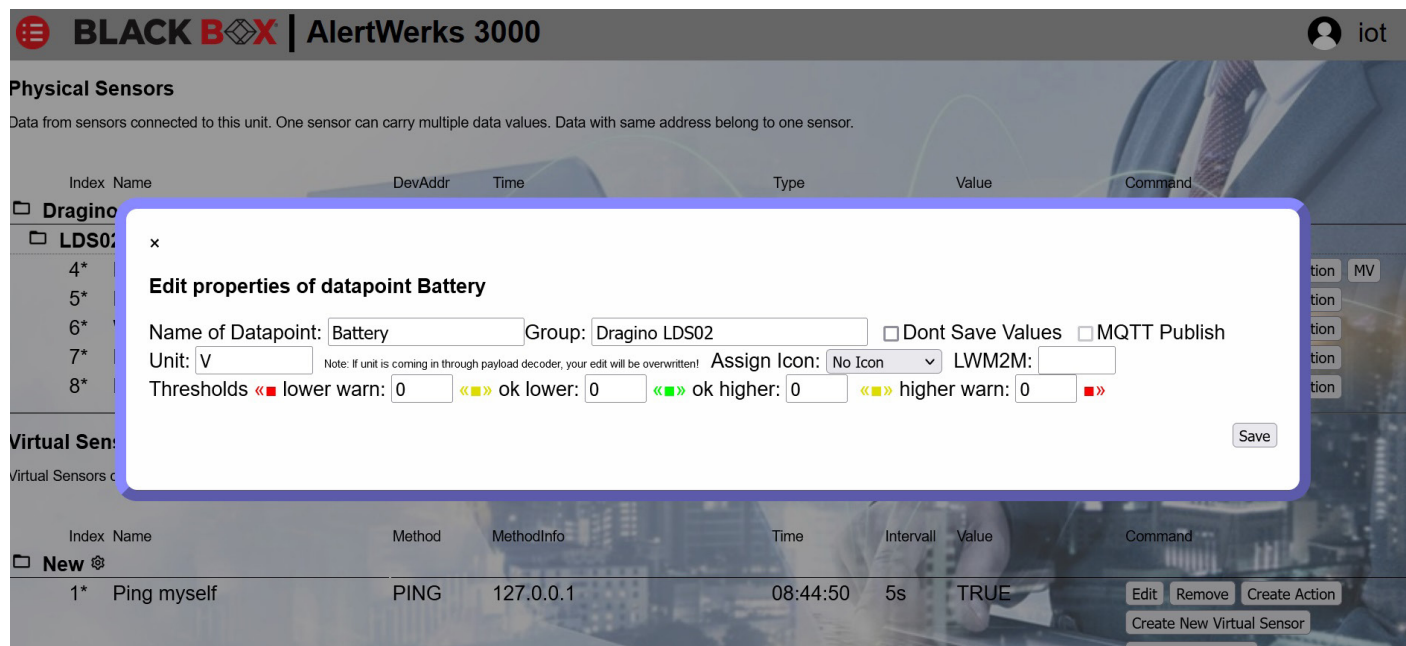 BLACK BOX | AlertWerks 3000
iot
Physical Sensors
Data from sensors connected to this unit. One sensor can carry multiple data values. Data with same address belong to one sensor.
Index Name DevAddr Time Type Value Command
Dragino
LDS02
×
Edit properties of datapoint Battery
Name of Datapoint: Battery Group: Dragino LDS02 Dont Save Values MQTT Publish
Unit: V Note: If unit is coming in through payload decoder, your edit will be overwritten! Assign Icon: No Icon LWM2M:
Thresholds «■ lower warn: 0 «■» ok lower: 0 «■» ok higher: 0 «■» higher warn: 0 ■»
Save
4* tion MV
5* tion
6* tion
7* tion
8* tion
Virtual Sens
Virtual Sensors
Index Name Method MethodInfo Time Intervall Value Command
New
1* Ping myself PING 127.0.0.1 08:44:50 5s TRUE Edit Remove Create Action
Create New Virtual Sensor